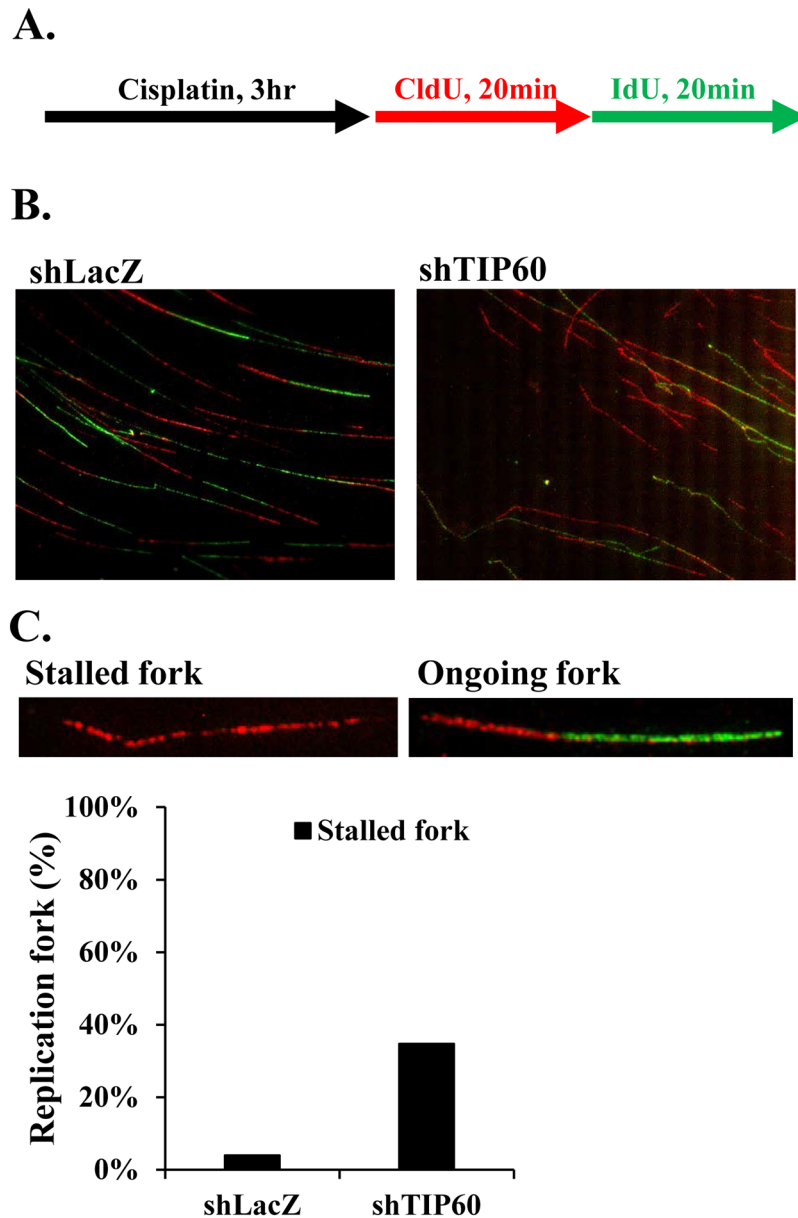 A.
Cisplatin, 3hr CldU, 20min IdU, 20min
B.
shLacZ shTIP60
C.
Stalled fork Ongoing fork
Replication fork (%)
100%
80%
60%
40%
20%
0%
Stalled fork
shLacZ shTIP60